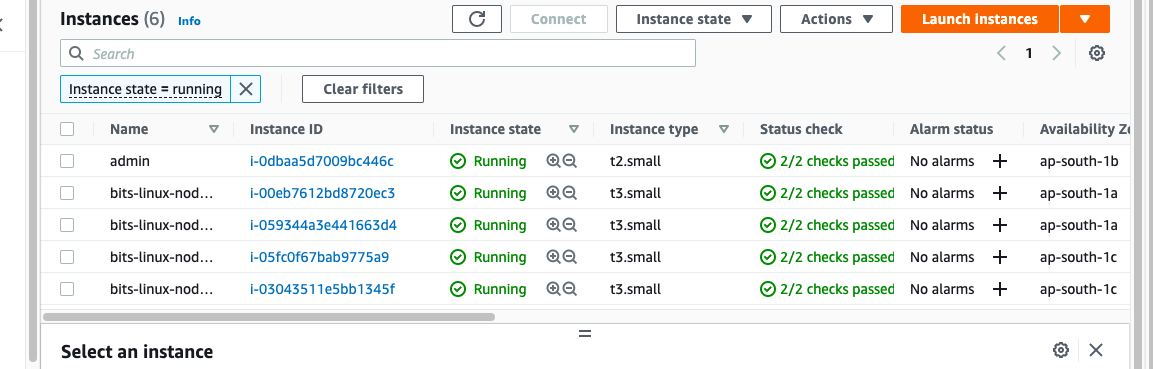 Instances (6) Info Connect Instance state Actions Launch instances
Search 1
Instance state = running Clear filters
Name Instance ID Instance state Instance type Status check Alarm status Availability Zo
admin i-0dbaa5d7009bc446c Running t2.small 2/2 checks passed No alarms ap-south-1b
bits-linux-nod... i-00eb7612bd8720ec3 Running t3.small 2/2 checks passed No alarms ap-south-1a
bits-linux-nod... i-059344a3e441663d4 Running t3.small 2/2 checks passed No alarms ap-south-1a
bits-linux-nod... i-05fc0f67bab9775a9 Running t3.small 2/2 checks passed No alarms ap-south-1c
bits-linux-nod... i-03043511e5bb1345f Running t3.small 2/2 checks passed No alarms ap-south-1c
Select an instance